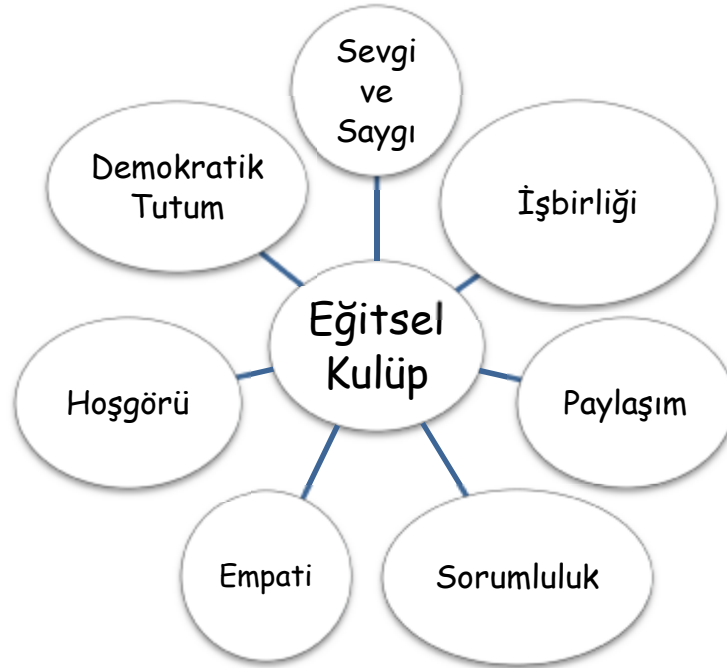 Sevgi
ve
Saygı
Demokratik
Tutum
İşbirliği
Eğitsel
Kulüp
Hoşgörü
Paylaşım
Empati
Sorumluluk